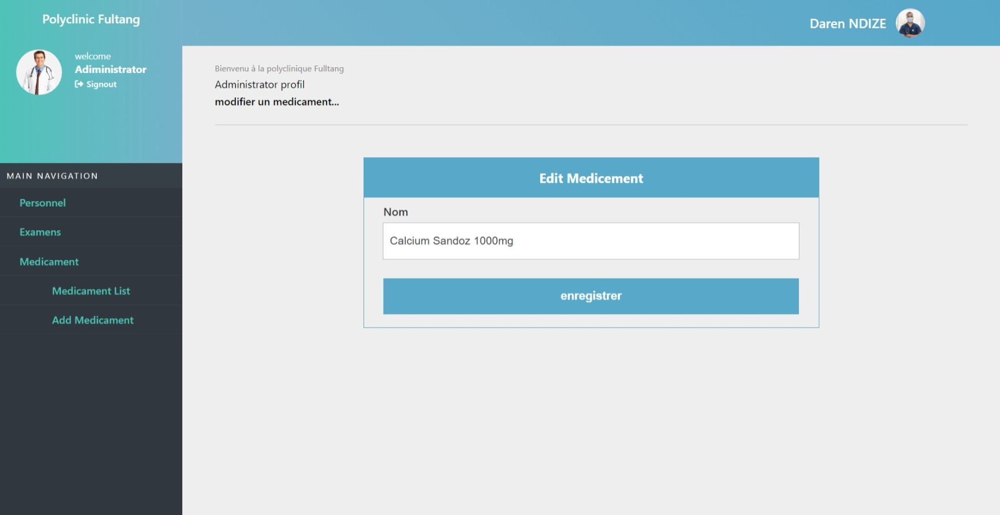 Polyclinic Fultang
Daren NDIZE
welcome
Adiministrator
Signout
Bienvenu à la polyclinique Fulltang
Administrator profil
modifier un medicament...
MAIN NAVIGATION
Personnel
Examens
Medicament
Medicament List
Add Medicament
Edit Medicement
Nom
Calcium Sandoz 1000mg
enregistrer